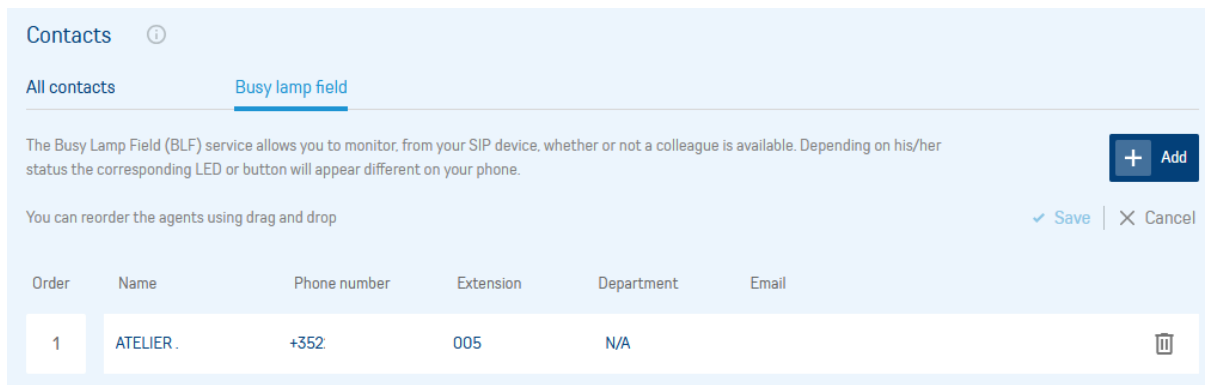 Contacts
All contacts Busy lamp field
The Busy Lamp Field (BLF) service allows you to monitor, from your SIP device, whether or not a colleague is available. Depending on his/her
status the corresponding LED or button will appear different on your phone.
+ Add
You can reorder the agents using drag and drop
Save Cancel
Order Name Phone number Extension Department Email
1 ATELIER . +352 005 N/A